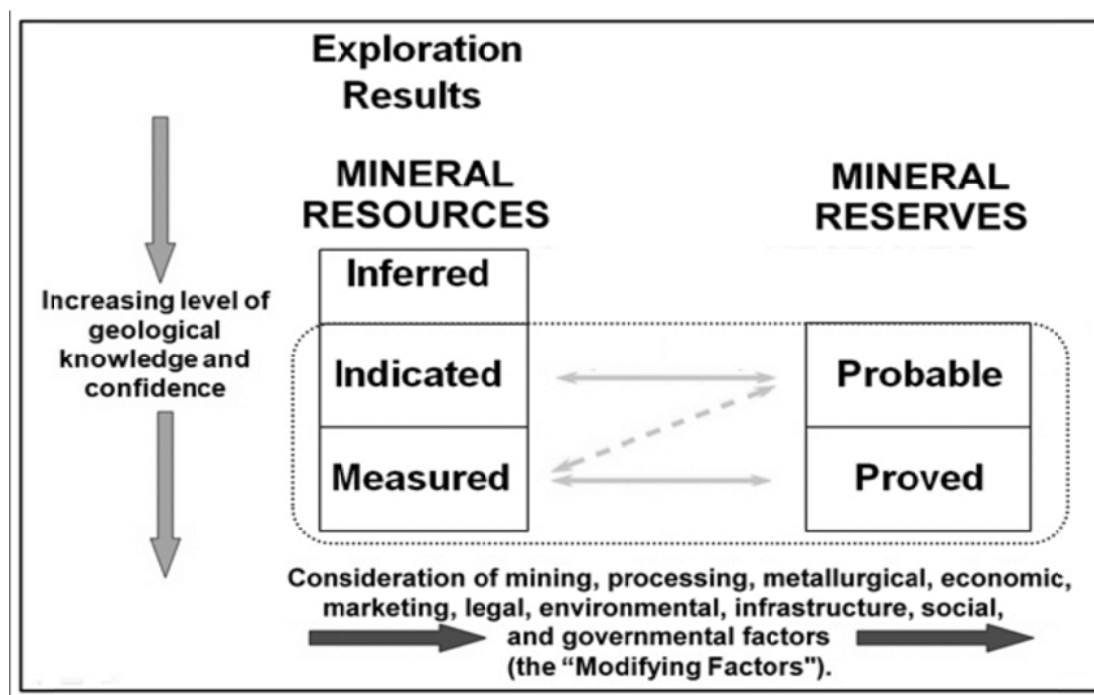 Exploration
Results
MINERAL
RESOURCES
MINERAL
RESERVES
Inferred
Increasing level of
geological
knowledge and
confidence
Indicated
Probable
Measured
Proved
Consideration of mining, processing, metallurgical, economic,
marketing, legal, environmental, infrastructure, social,
and governmental factors
(the “Modifying Factors").